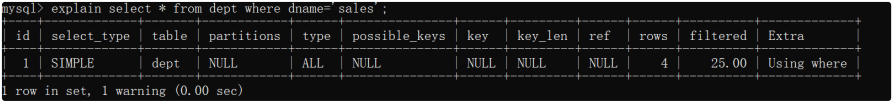 mysql> explain select * from dept where dname='sales';
+----+-------------+-------+------------+------+---------------+------+---------+------+------+----------+-------------+
| id | select_type | table | partitions | type | possible_keys | key | key_len | ref | rows | filtered | Extra |
+----+-------------+-------+------------+------+---------------+------+---------+------+------+----------+-------------+
| 1 | SIMPLE | dept | NULL | ALL | NULL | NULL | NULL | NULL | 4 | 25.00 | Using where |
+----+-------------+-------+------------+------+---------------+------+---------+------+------+----------+-------------+
1 row in set, 1 warning (0.00 sec)